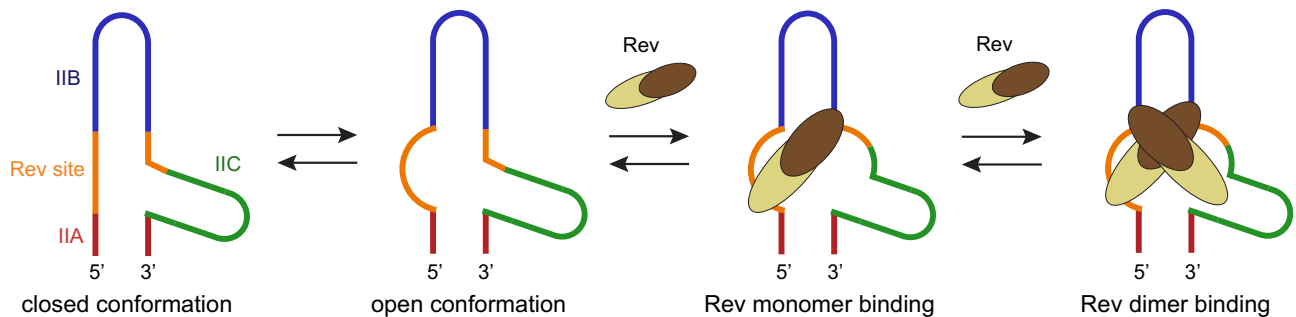 Rev
Rev
IIB
Rev site
IIC
IIA
5’ 3’
5’ 3’
5’ 3’
5’ 3’
closed conformation
open conformation
Rev monomer binding
Rev dimer binding